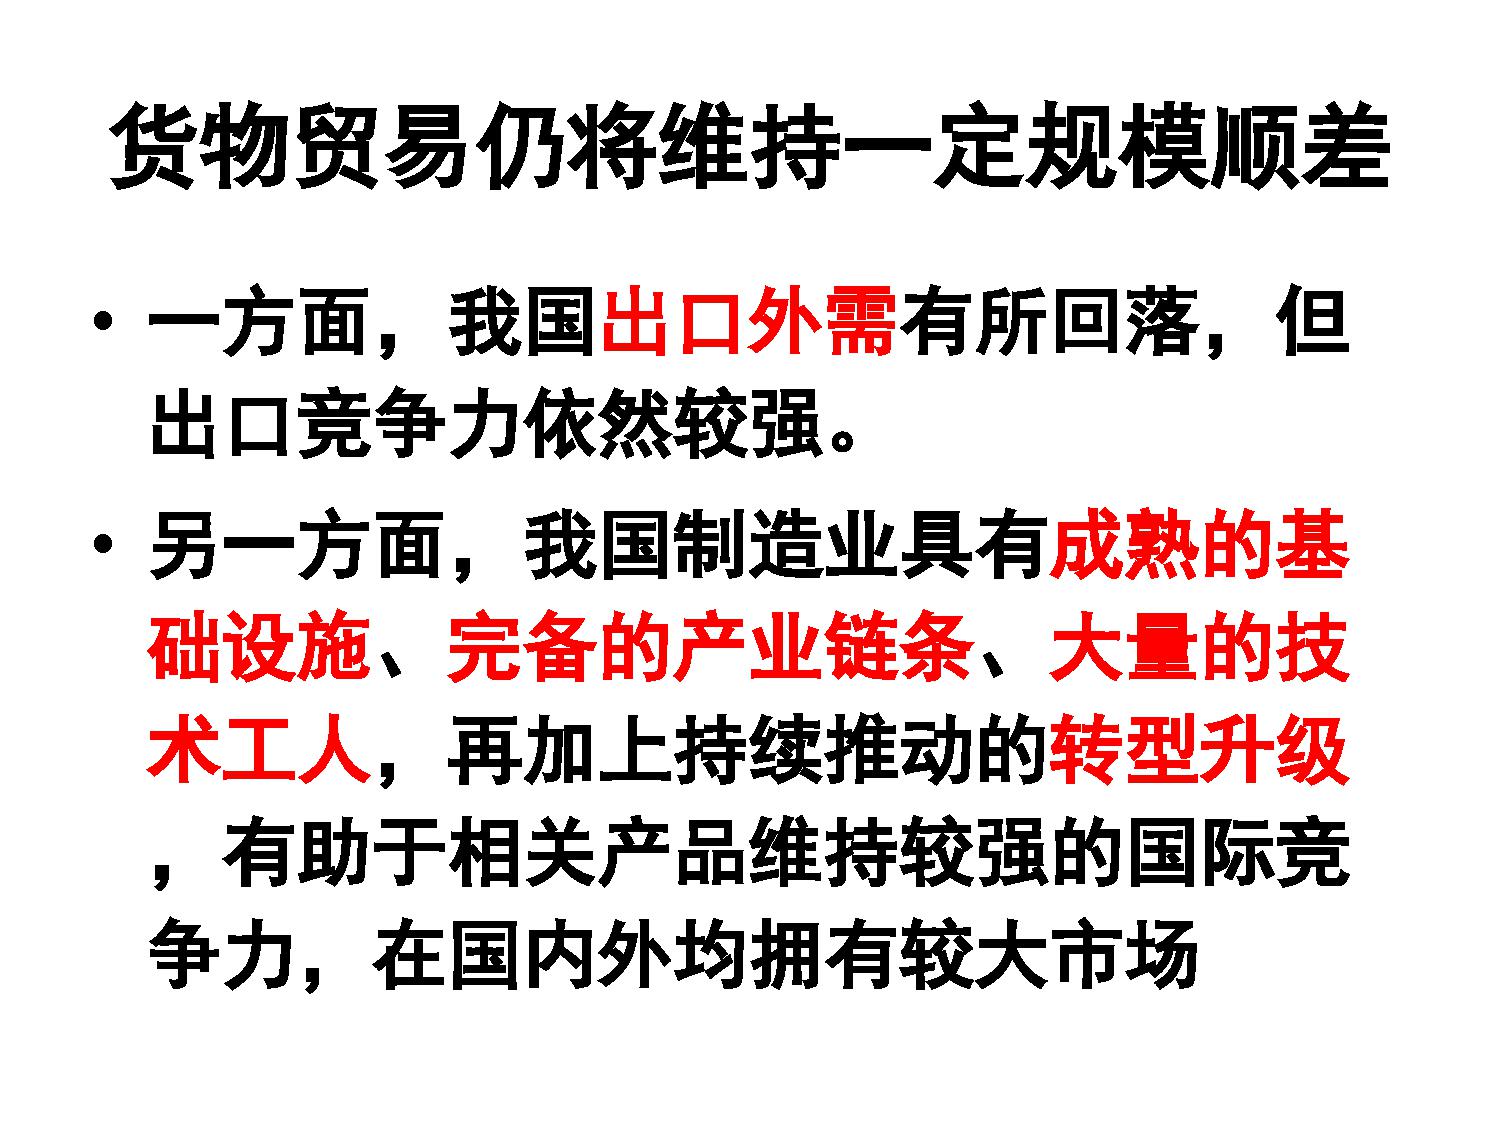 货物贸易仍将维持一定规模顺差
• 一方面，我国出口外需有所回落，但
出口竞争力依然较强。
• 另一方面，我国制造业具有成熟的基
础设施、完备的产业链条、大量的技
术工人，再加上持续推动的转型升级
，有助于相关产品维持较强的国际竞
争力，在国内外均拥有较大市场